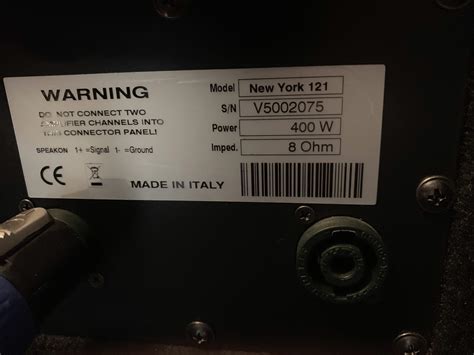 WARNING
DO NOT CONNECT TWO
AMPLIFIER CHANNELS INTO
THIS CONNECTOR PANEL!
SPEAKON 1+ =Signal 1- =Ground
CE
MADE IN ITALY
Model New York 121
S/N V5002075
Power 400 W
Imped. 8 Ohm